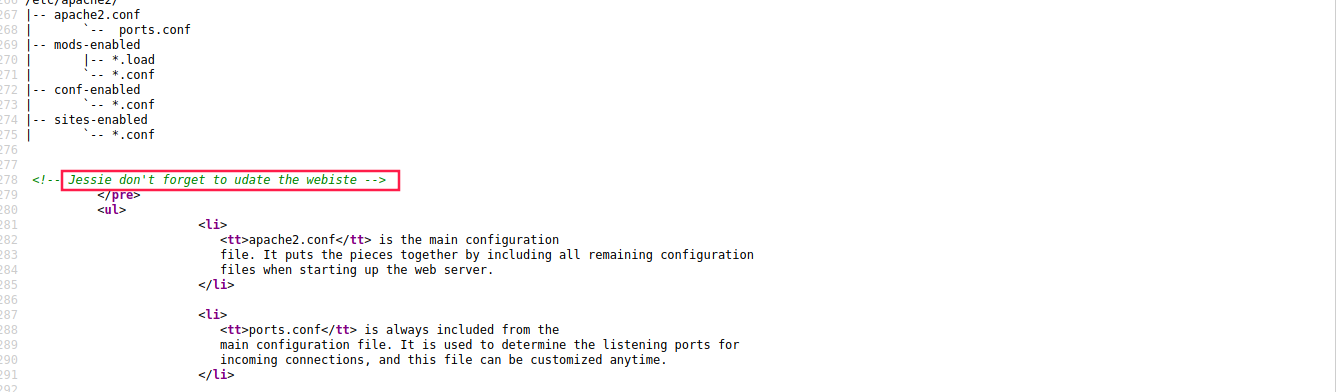 266 /etc/apache2/
267 |-- apache2.conf
268 |       `--  ports.conf
269 |-- mods-enabled
270 |       |-- *.load
271 |       `-- *.conf
272 |-- conf-enabled
273 |       `-- *.conf
274 |-- sites-enabled
275 |       `-- *.conf
276
277
278  <!-- Jessie don't forget to udate the webiste -->
279           </pre>
280           <ul>
281                         <li>
282                            <tt>apache2.conf</tt> is the main configuration
283                            file. It puts the pieces together by including all remaining configuration
284                            files when starting up the web server.
285                         </li>
286
287                         <li>
288                            <tt>ports.conf</tt> is always included from the
289                            main configuration file. It is used to determine the listening ports for
290                            incoming connections, and this file can be customized anytime.
291                         </li>
292